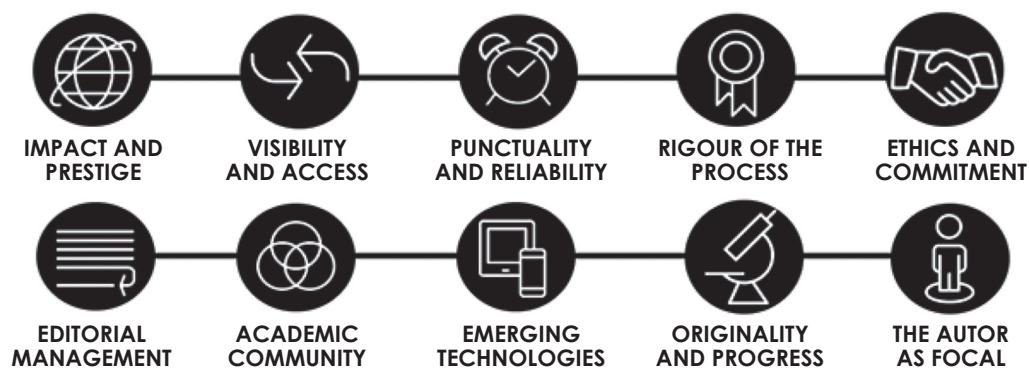 IMPACT AND
PRESTIGE
VISIBILITY
AND ACCESS
PUNCTUALITY
AND RELIABILITY
RIGOUR OF THE
PROCESS
ETHICS AND
COMMITMENT
EDITORIAL
MANAGEMENT
ACADEMIC
COMMUNITY
EMERGING
TECHNOLOGIES
ORIGINALITY
AND PROGRESS
THE AUTOR
AS FOCAL